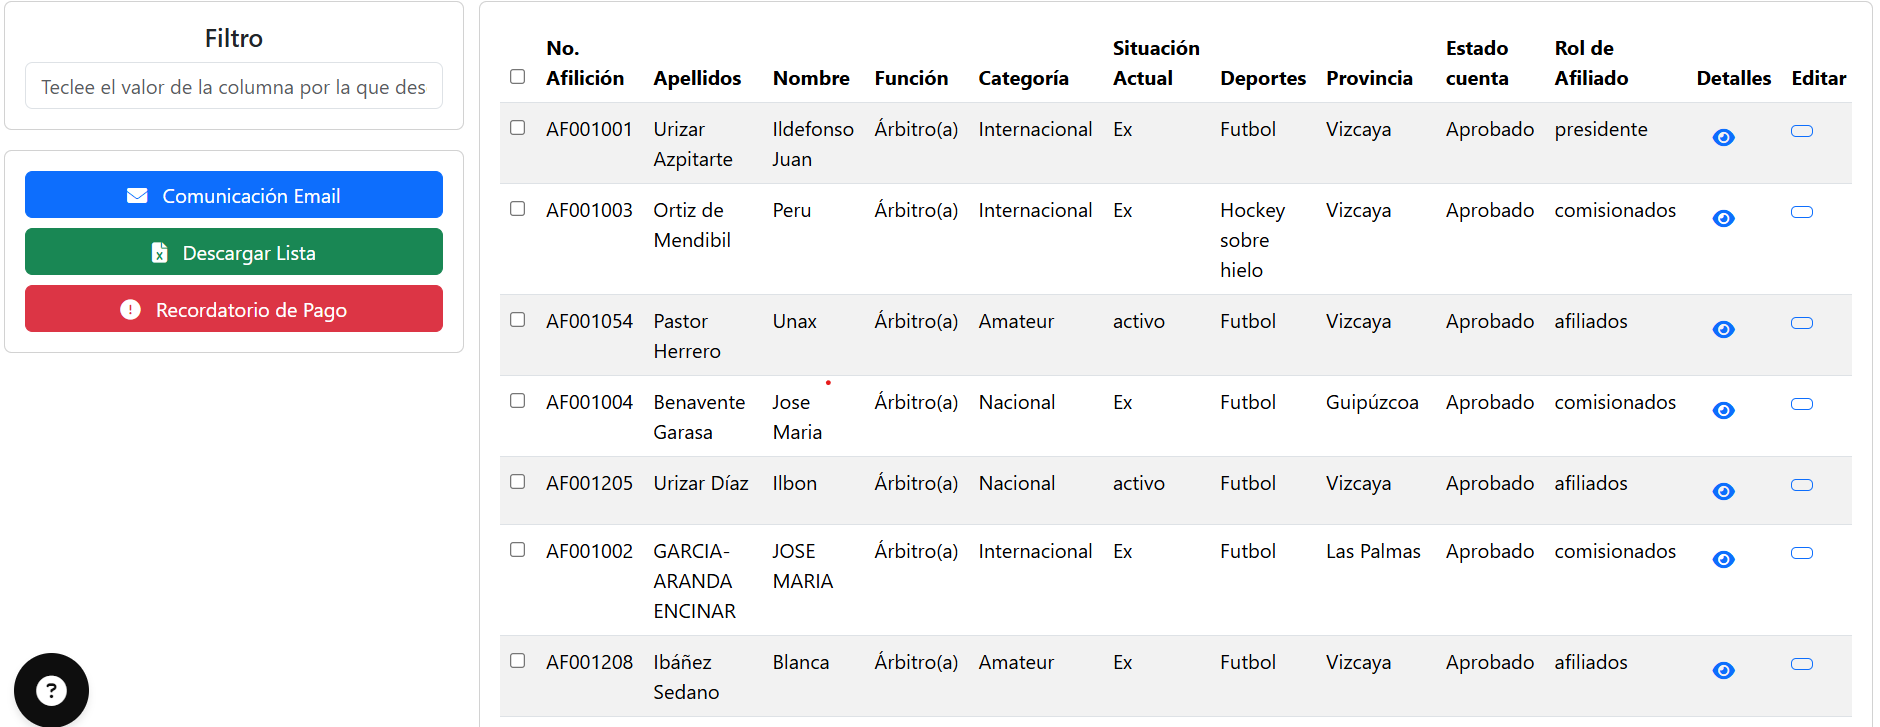 Filtro
Teclee el valor de la columna por la que des
Comunicación Email
Descargar Lista
Recordatorio de Pago
No. Afilición Apellidos Nombre Función Categoría Situación Actual Deportes Provincia Estado cuenta Rol de Afiliado Detalles Editar
AF001001 Urizar Azpitarte Ildefonso Juan Árbitro(a) Internacional Ex Futbol Vizcaya Aprobado presidente
AF001003 Ortiz de Mendibil Peru Árbitro(a) Internacional Ex Hockey sobre hielo Vizcaya Aprobado comisionados
AF001054 Pastor Herrero Unax Árbitro(a) Amateur activo Futbol Vizcaya Aprobado afiliados
AF001004 Benavente Garasa Jose Maria Árbitro(a) Nacional Ex Futbol Guipúzcoa Aprobado comisionados
AF001205 Urizar Díaz Ilbon Árbitro(a) Nacional activo Futbol Vizcaya Aprobado afiliados
AF001002 GARCIA-ARANDA ENCINAR JOSE MARIA Árbitro(a) Internacional Ex Futbol Las Palmas Aprobado comisionados
AF001208 Ibáñez Sedano Blanca Árbitro(a) Amateur Ex Futbol Vizcaya Aprobado afiliados